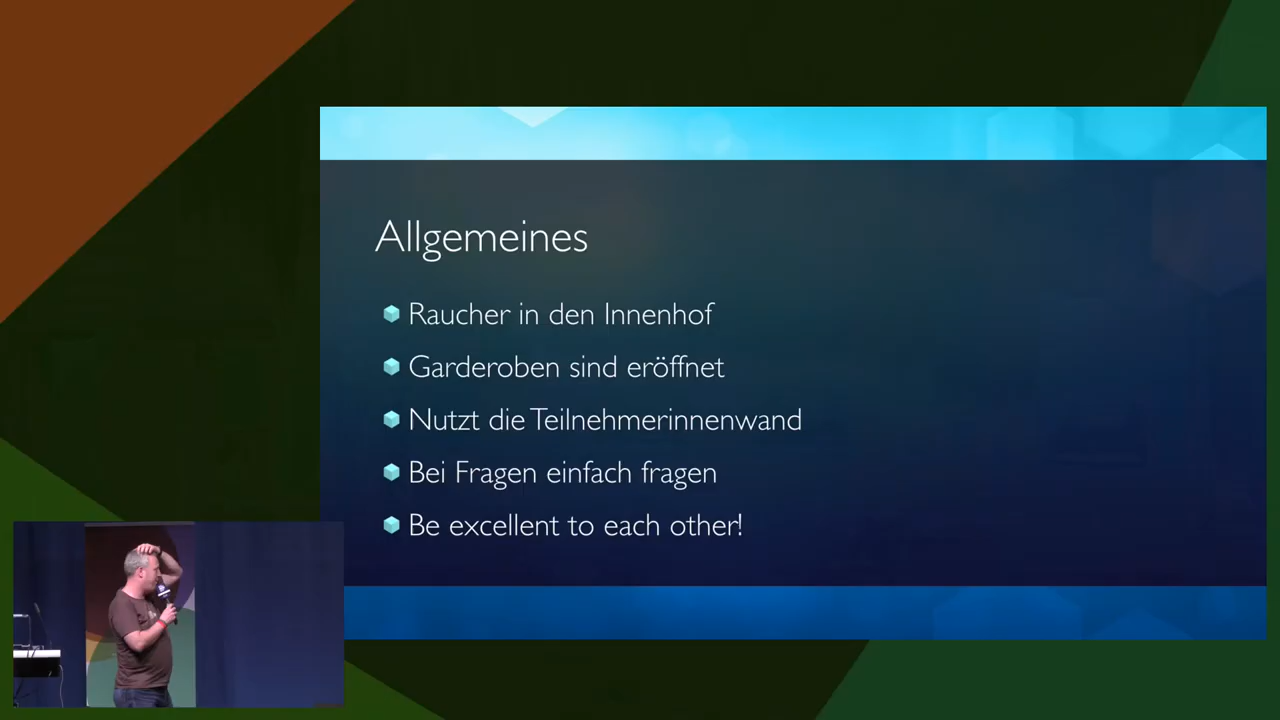 Allgemeines
Raucher in den Innenhof
Garderoben sind eröffnet
Nutzt die Teilnehmerinnenwand
Bei Fragen einfach fragen
Be excellent to each other!